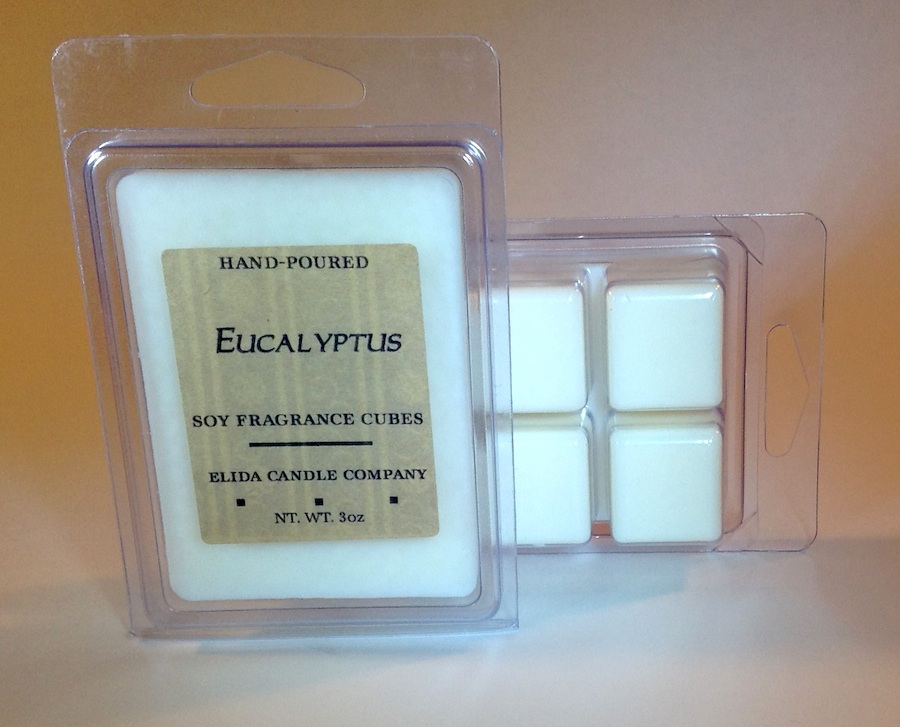 HAND-POURED
EUCALYPTUS
SOY FRAGRANCE CUBES
ELIDA CANDLE COMPANY
NT. WT. 3oz